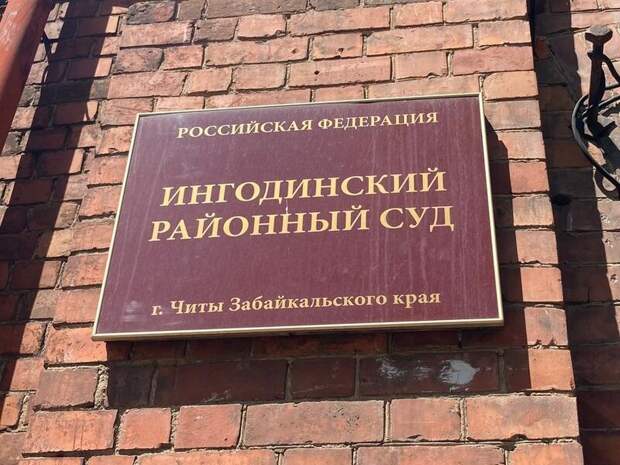 РОССИЙСКАЯ ФЕДЕРАЦИЯ
ИНГОДИНСКИЙ
РАЙОННЫЙ СУД
г. Читы Забайкальского края